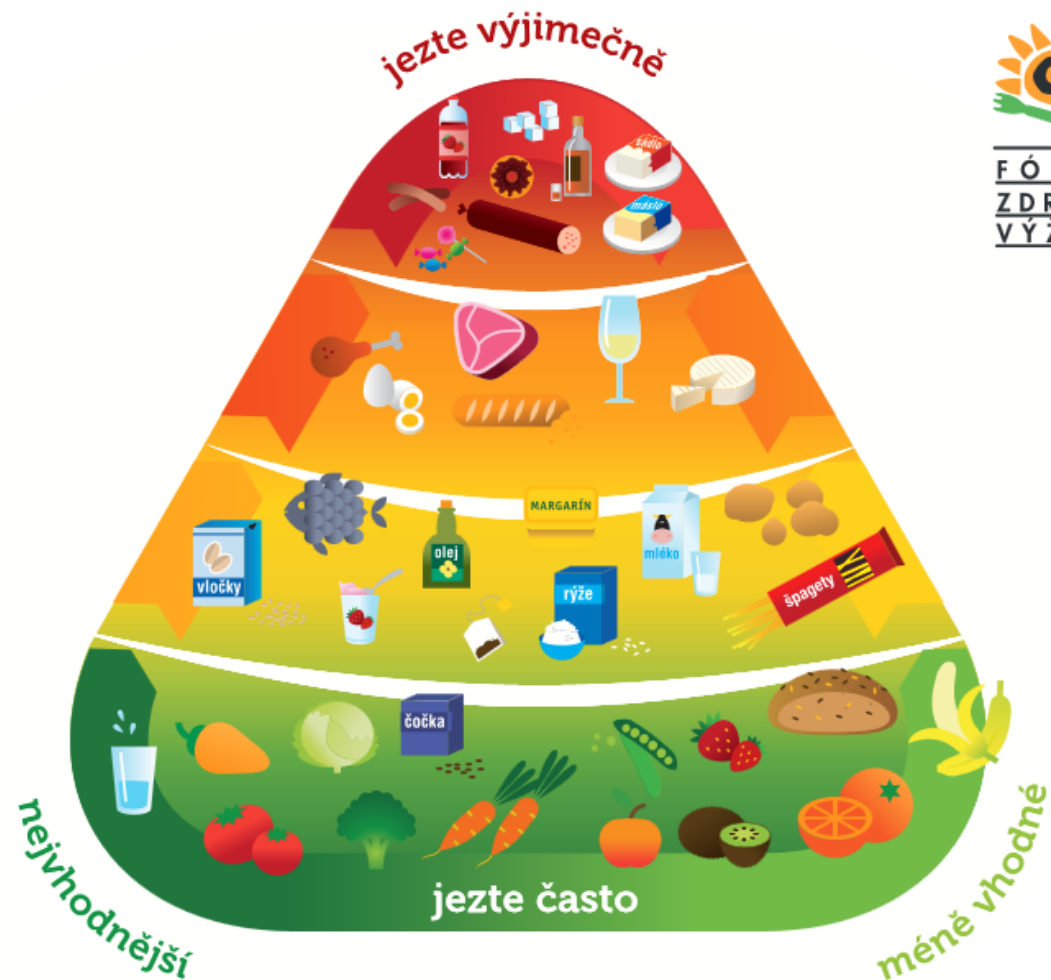 jezte výjimečně
sádlo
máslo
MARGARÍN
olej
mléko
vločky
rýže
špagety
čočka
nejvhodnější
jezte často
méně vhodné